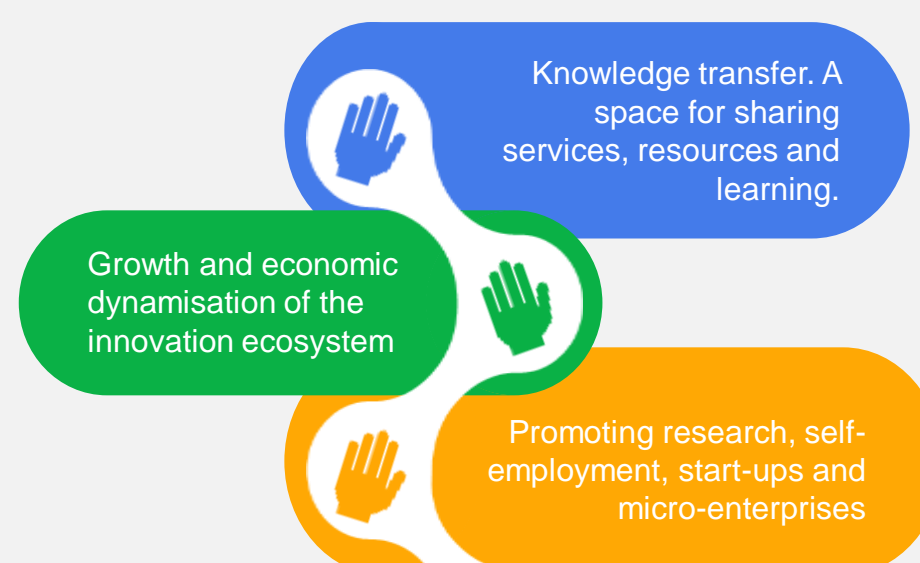 Knowledge transfer. A
space for sharing
services, resources and
learning.
Growth and economic
dynamisation of the
innovation ecosystem
Promoting research, self-
employment, start-ups and
micro-enterprises